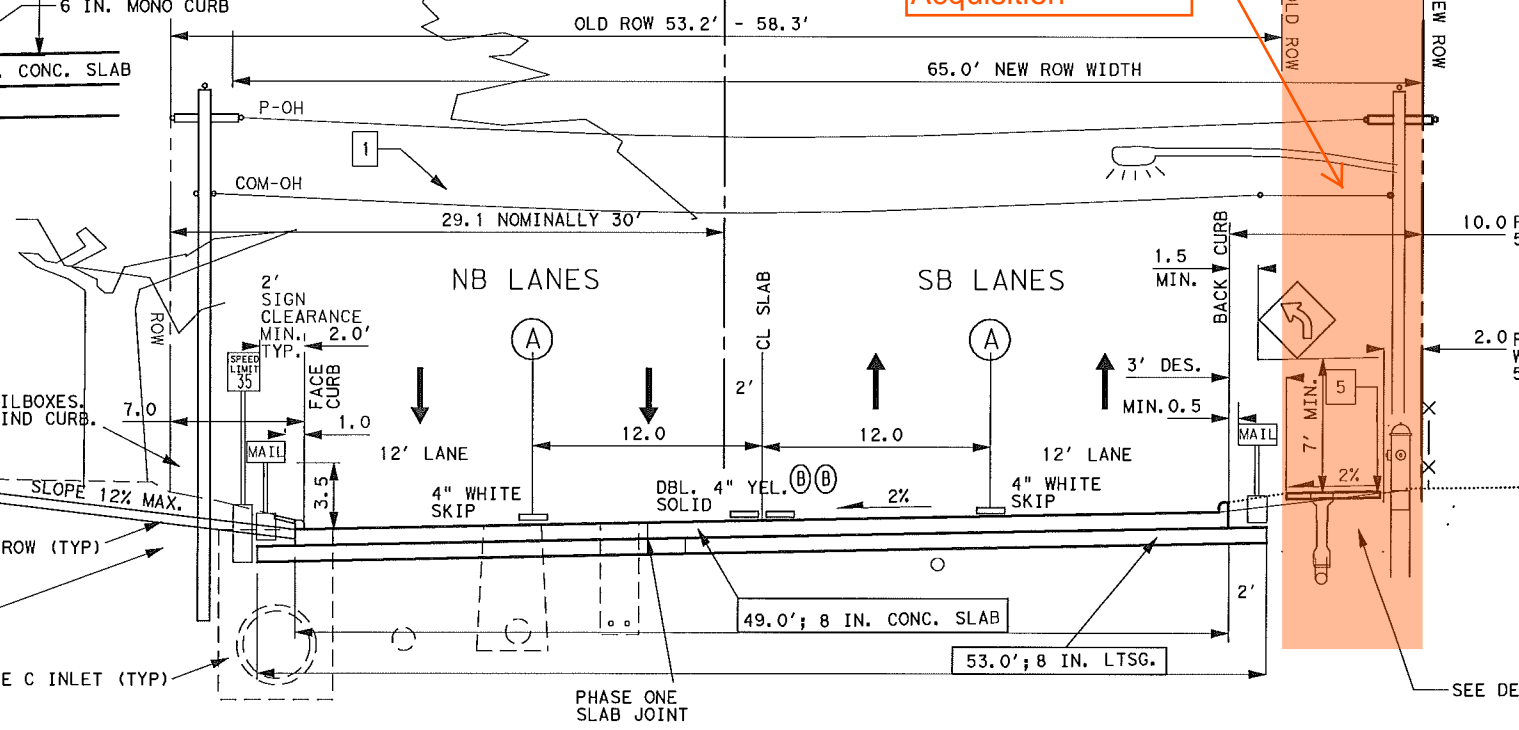 6 IN. MONO CURB
Acquisition
OLD ROW 53.2' - 58.3'
OLD ROW
EW ROW
. CONC. SLAB
65.0' NEW ROW WIDTH
P-OH
1
COM-OH
29.1 NOMINALLY 30'
10.0
NB LANES
SB LANES
1.5
MIN.
BACK CURB
CL SLAB
2'
SIGN
CLEARANCE
MIN.
TYP.
2.0'
ROW
A
A
2.0
SPEED
LIMIT
35
FACE
CURB
3' DES.
5
2'
7' MIN.
ILBOXES.
IND CURB.
7.0
1.0
MIN.0.5
12.0
12.0
MAIL
MAIL
12' LANE
12' LANE
2%
SLOPE 12% MAX.
3.5
4" WHITE
SKIP
DBL. 4" YEL.
SOLID
B B
2%
4" WHITE
SKIP
ROW (TYP)
2'
49.0'; 8 IN. CONC. SLAB
53.0'; 8 IN. LTSG.
E C INLET (TYP)
PHASE ONE
SLAB JOINT
SEE DE